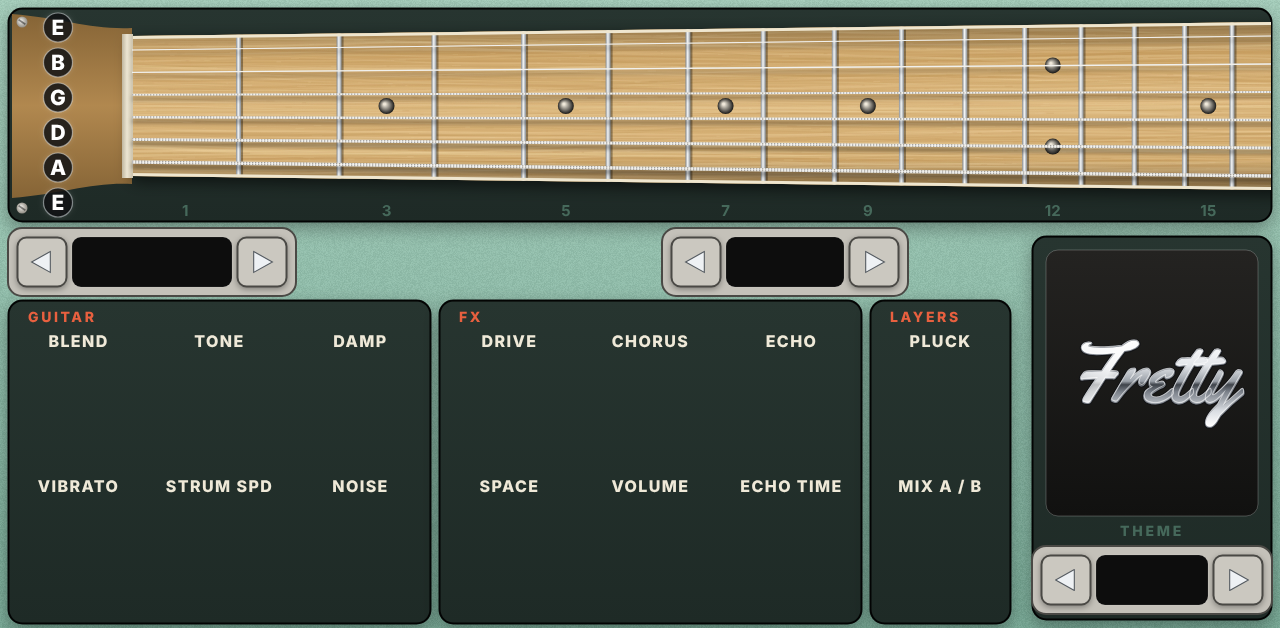 E
B
G
D
A
E
1 3 5 7 9 12 15
GUITAR
BLEND TONE DAMP
VIBRATO STRUM SPD NOISE
FX
DRIVE CHORUS ECHO
SPACE VOLUME ECHO TIME
LAYERS
PLUCK
MIX A / B
Fretty
THEME